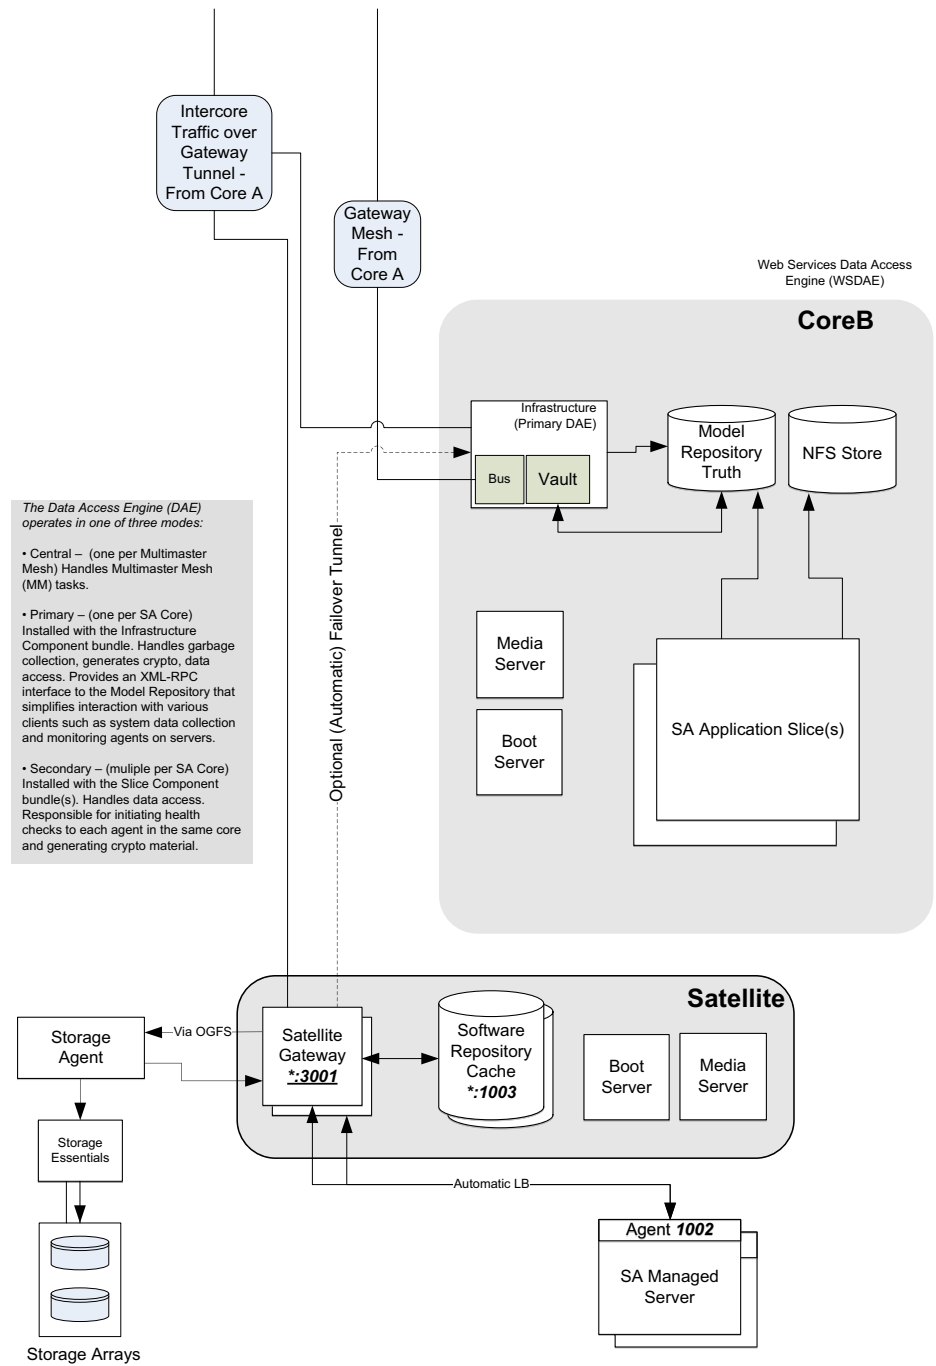 Intercore
Traffic over
Gateway
Tunnel -
From Core A
Gateway
Mesh -
From
Core A
Web Services Data Access
Engine (WSDAE)
CoreB
Infrastructure
(Primary DAE)
Bus
Vault
Model
Repository
Truth
NFS Store
The Data Access Engine (DAE)
operates in one of three modes:
• Central – (one per Multimaster
Mesh) Handles Multimaster Mesh
(MM) tasks.
• Primary – (one per SA Core)
Installed with the Infrastructure
Component bundle. Handles garbage
collection, generates crypto, data
access. Provides an XML-RPC
interface to the Model Repository that
simplifies interaction with various
clients such as system data collection
and monitoring agents on servers.
• Secondary – (muliple per SA Core)
Installed with the Slice Component
bundle(s). Handles data access.
Responsible for initiating health
checks to each agent in the same core
and generating crypto material.
Optional (Automatic) Failover Tunnel
Media
Server
Boot
Server
SA Application Slice(s)
Satellite
Storage
Agent
Via OGFS
Satellite
Gateway
*:3001
Software
Repository
Cache
*:1003
Boot
Server
Media
Server
Storage
Essentials
Automatic LB
Agent 1002
SA Managed
Server
Storage Arrays